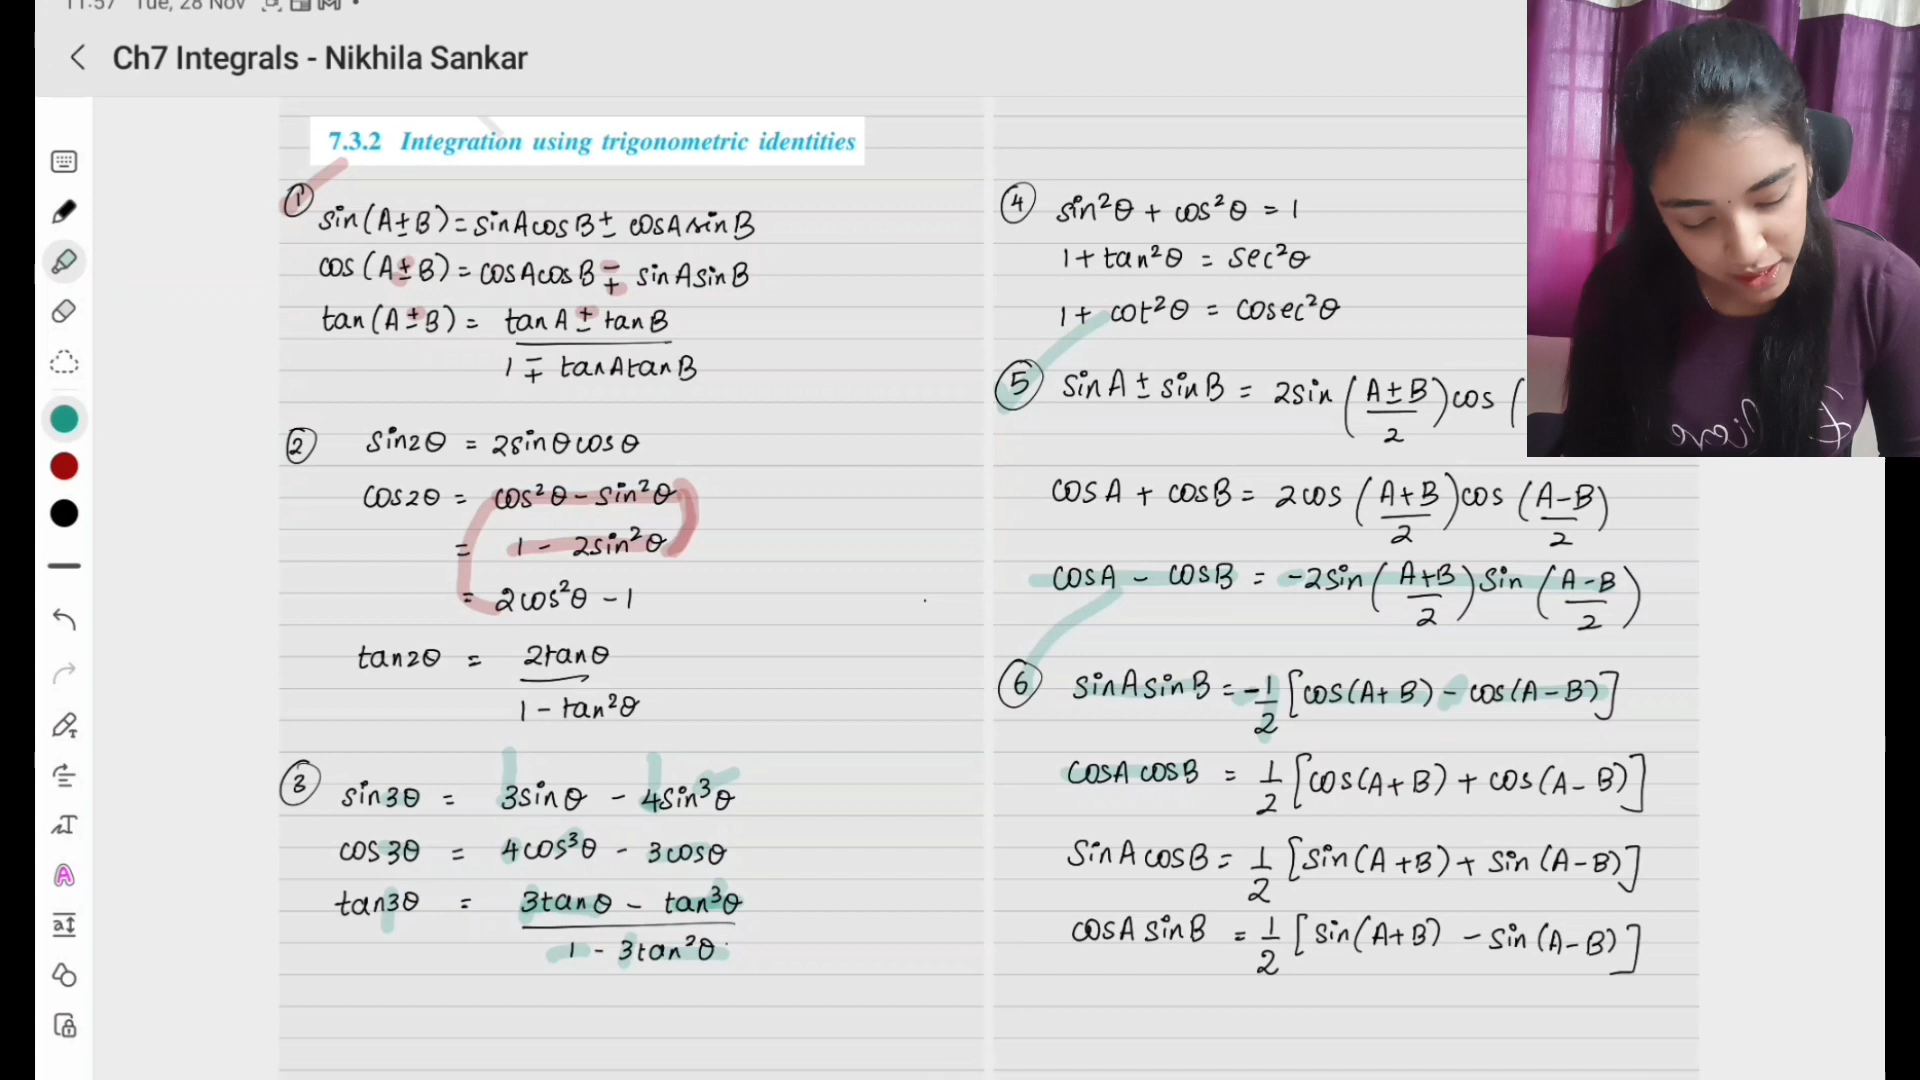 11:57 Tue, 28 Nov
Ch7 Integrals - Nikhila Sankar
7.3.2 Integration using trigonometric identities
① sin(A±B) = sinAcosB ± cosAsinB
cos(A±B) = cosAcosB ∓ sinAsinB
tan(A±B) = tanA ± tanB
1 ∓ tanAtanB
② sin2θ = 2sinθcosθ
cos2θ = cos²θ - sin²θ
= 1 - 2sin²θ
= 2cos²θ - 1
tan2θ = 2tanθ
1 - tan²θ
③ sin3θ = 3sinθ - 4sin³θ
cos3θ = 4cos³θ - 3cosθ
tan3θ = 3tanθ - tan³θ
1 - 3tan²θ
④ sin²θ + cos²θ = 1
1 + tan²θ = sec²θ
1 + cot²θ = cosec²θ
⑤ sinA ± sinB = 2sin(A±B/2)cos(
cosA + cosB = 2cos(A+B/2)cos(A-B/2)
cosA - cosB = -2sin(A+B/2)sin(A-B/2)
⑥ sinAsinB = -1/2[cos(A+B) - cos(A-B)]
cosAcosB = 1/2[cos(A+B) + cos(A-B)]
sinAcosB = 1/2[sin(A+B) + sin(A-B)]
cosAsinB = 1/2[sin(A+B) - sin(A-B)]